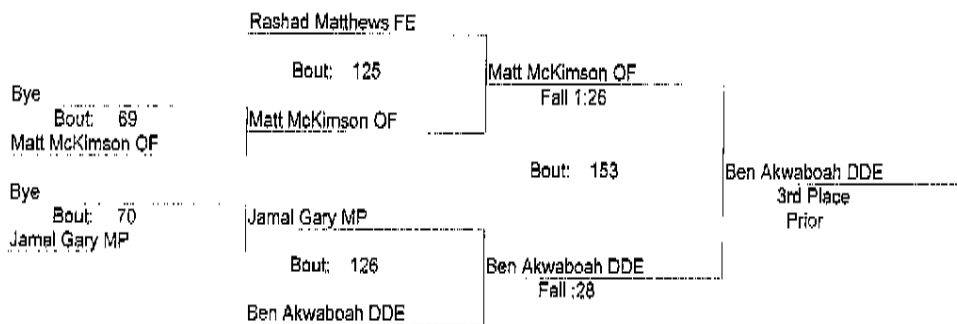 Rashad Matthews FE
Bout: 125
Matt McKimson OF
Fall 1:26
Bye
Bout: 69
Matt McKimson OF
Matt McKimson OF
Bout: 153
Ben Akwaboah DDE
3rd Place
Prior
Bye
Bout: 70
Jamal Gary MP
Jamal Gary MP
Bout: 126
Ben Akwaboah DDE
Fall :28
Ben Akwaboah DDE